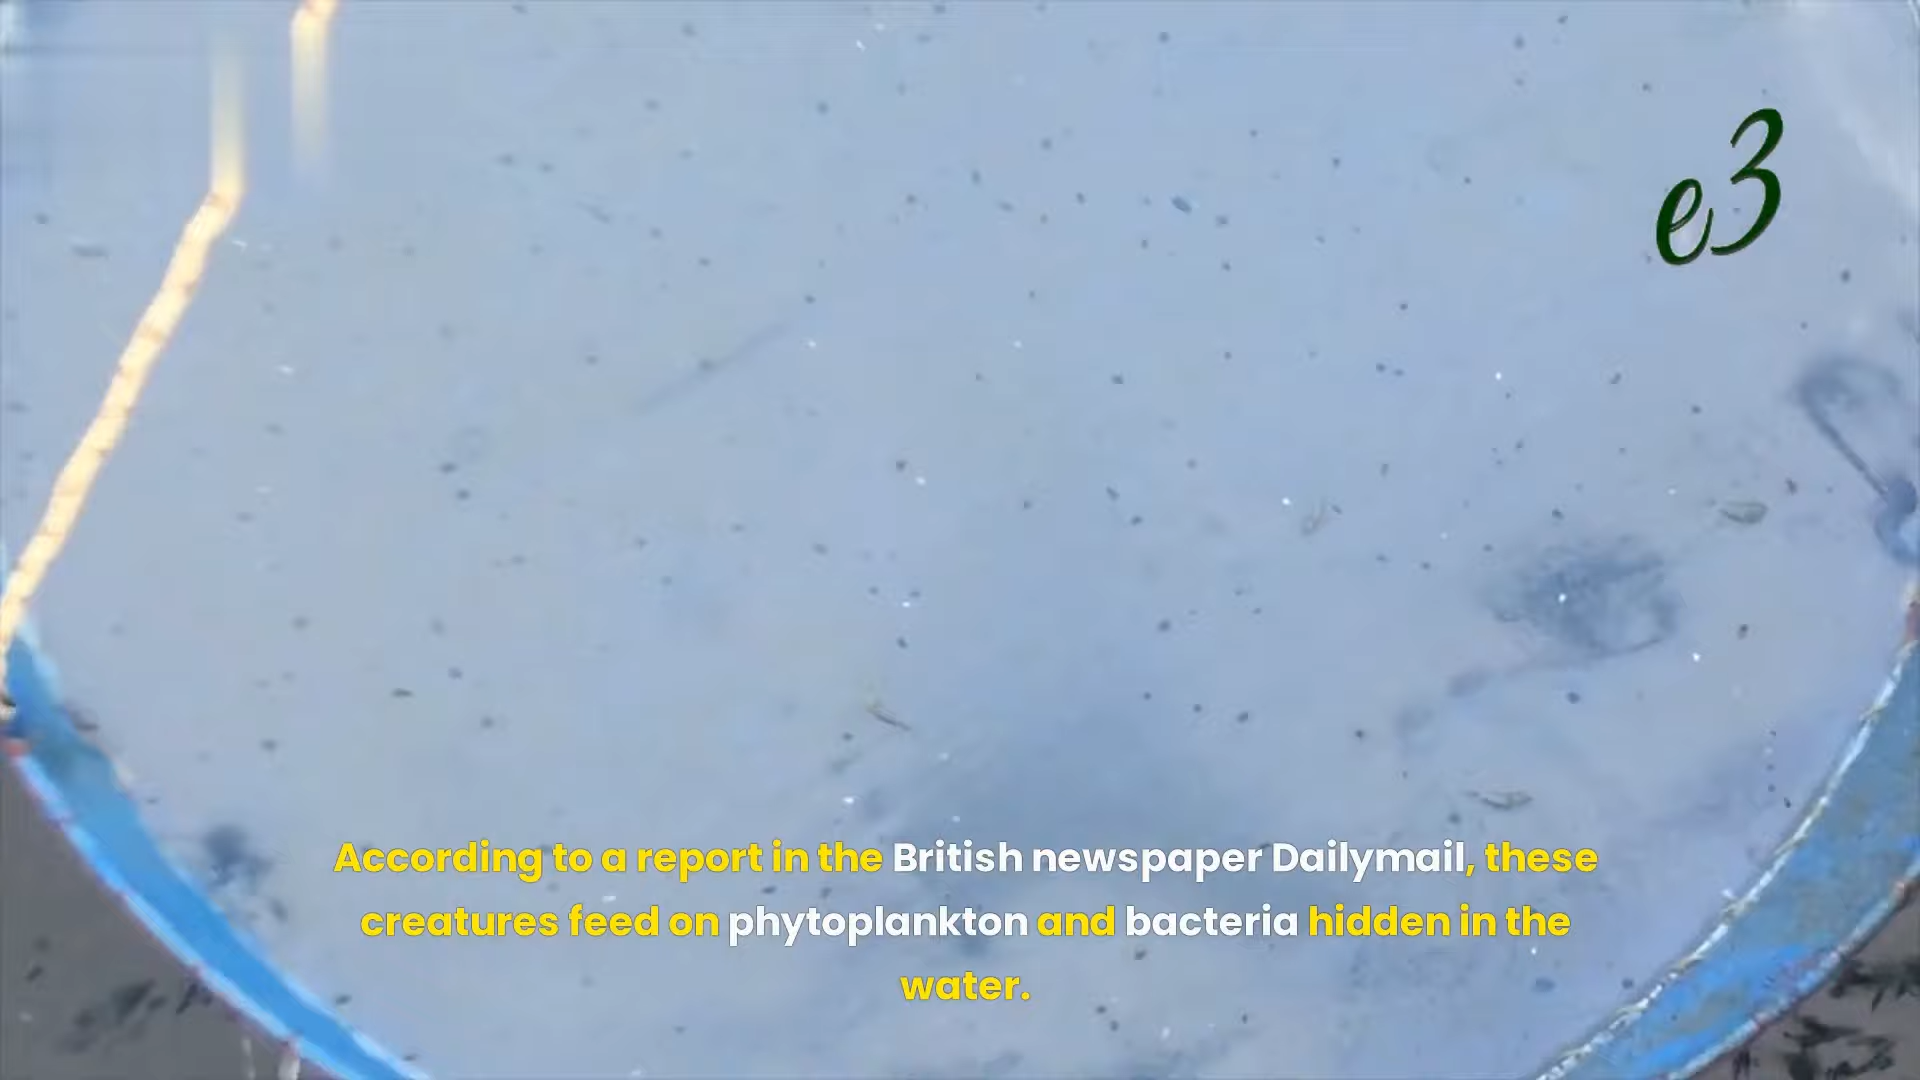 e3
According to a report in the British newspaper Dailymail, these
creatures feed on phytoplankton and bacteria hidden in the
water.